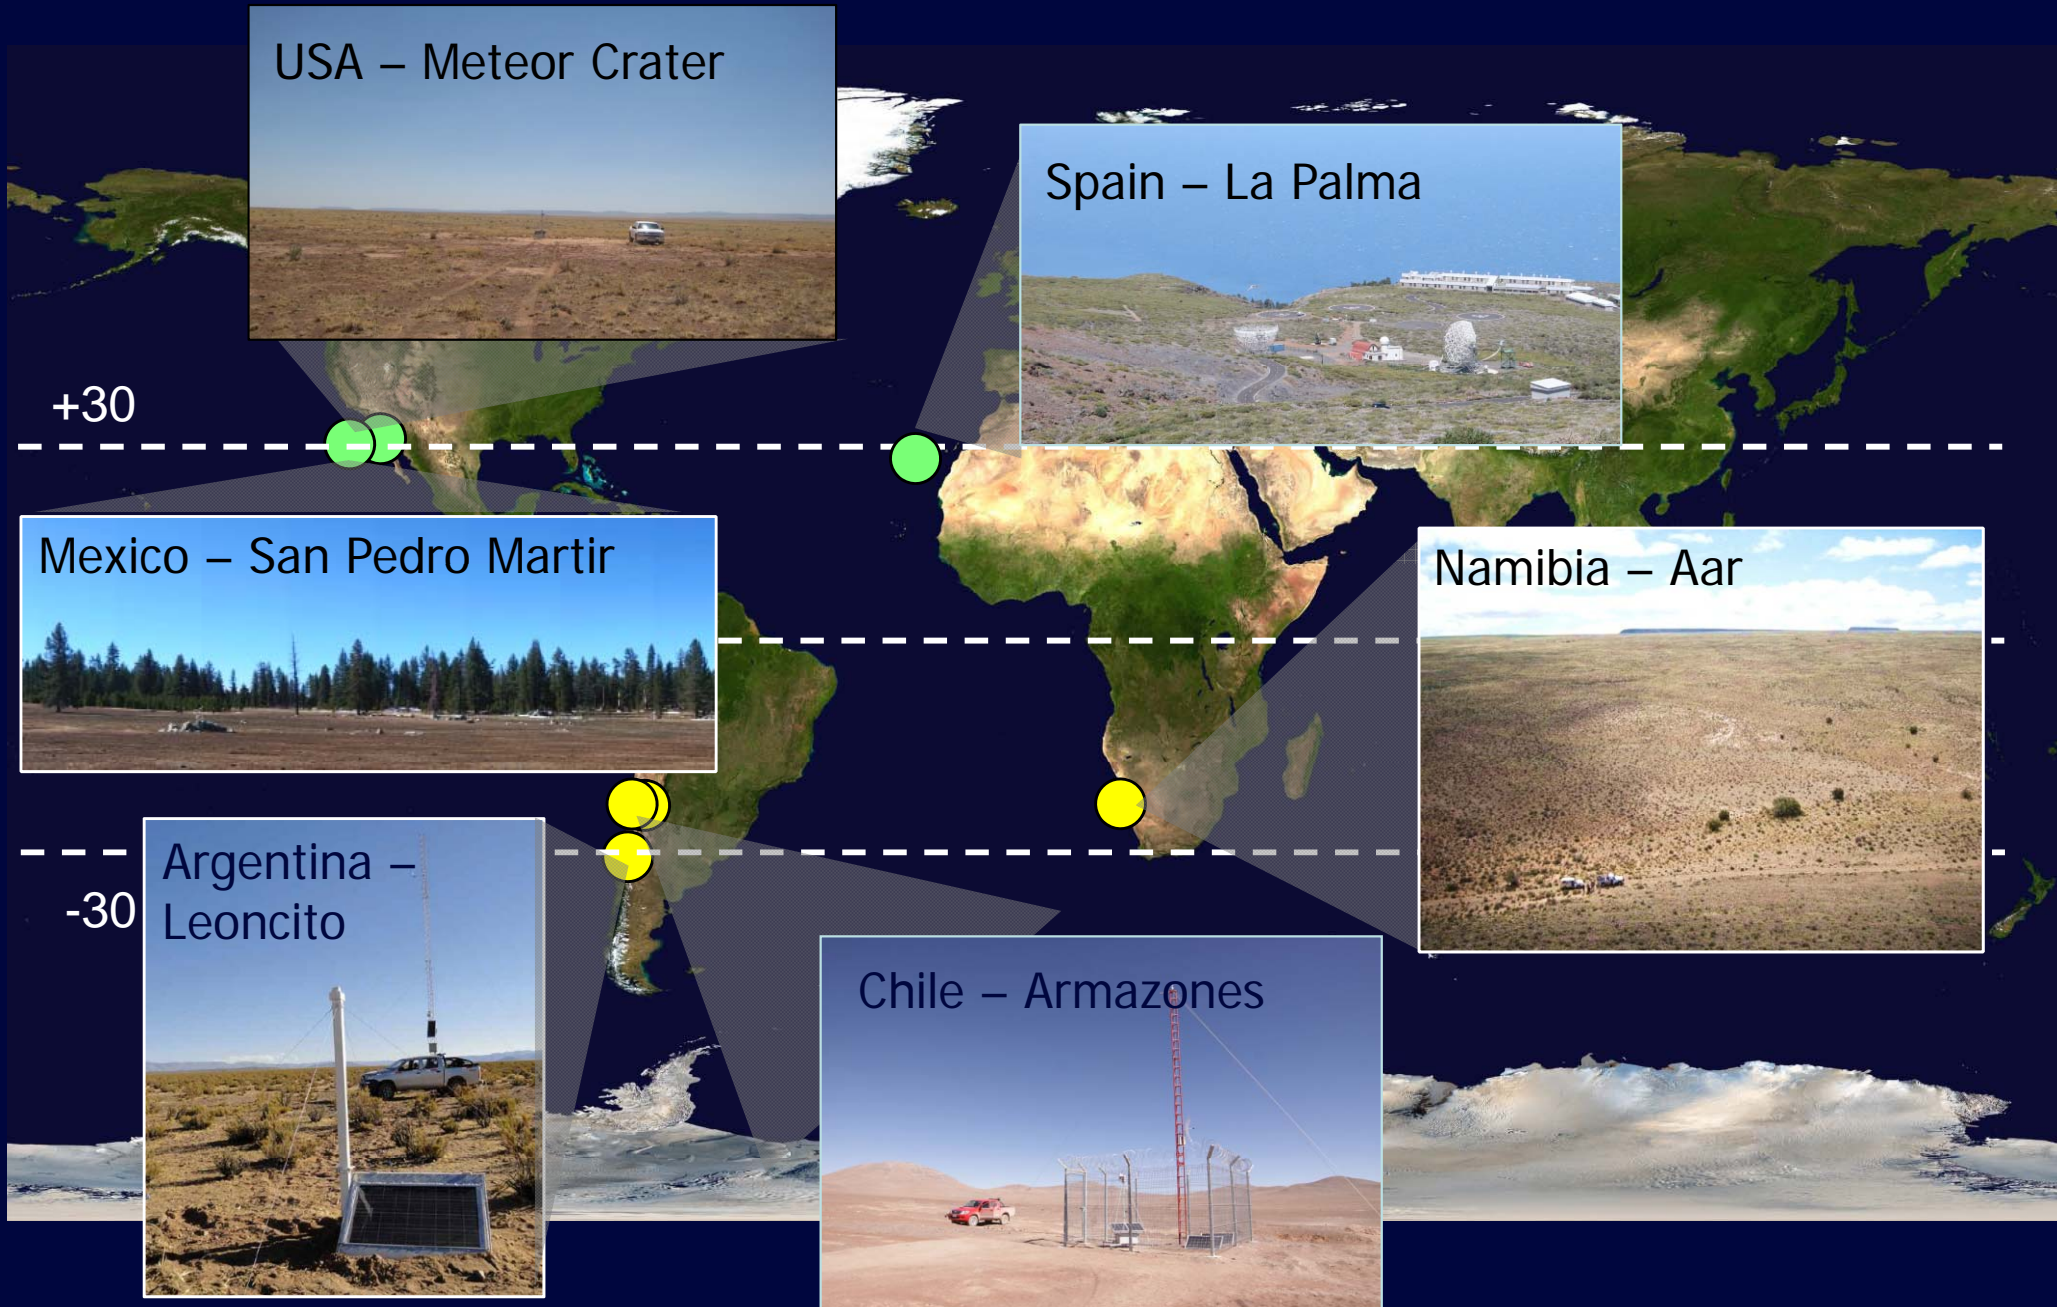 USA – Meteor Crater
Spain – La Palma
+30
Mexico – San Pedro Martir
Namibia – Aar
Argentina –
Leoncito
-30
Chile – Armazones